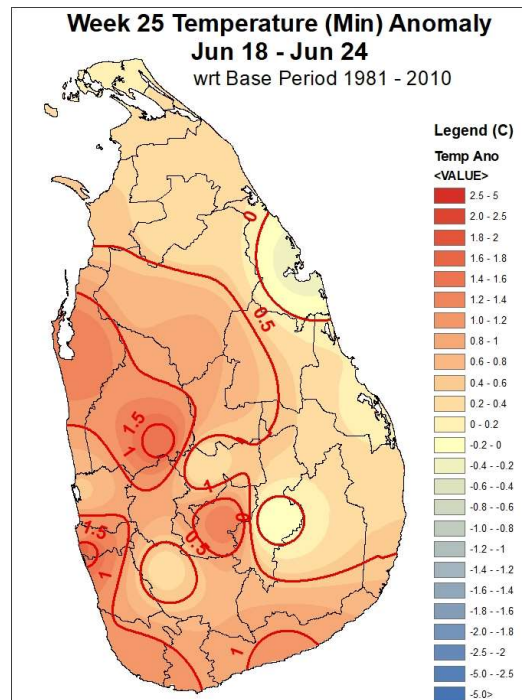 Week 25 Temperature (Min) Anomaly
Jun 18 - Jun 24
wrt Base Period 1981 - 2010
Legend (C)
Temp Ano
<VALUE>
2.5 - 5
2.0 - 2.5
1.8 - 2
1.6 - 1.8
1.4 - 1.6
1.2 - 1.4
1.0 - 1.2
0.8 - 1
0.6 - 0.8
0.4 - 0.6
0.2 - 0.4
0 - 0.2
-0.2 - 0
-0.4 - -0.2
-0.6 - -0.4
-0.8 - -0.6
-1.0 - -0.8
-1.2 - -1
-1.4 - -1.2
-1.6 - -1.4
-1.8 - -1.6
-2.0 - -1.8
-2.5 - -2
-5.0 - -2.5
-5.0>
0
0.5
1.5
1
1
0
0.5
1.5
1
1